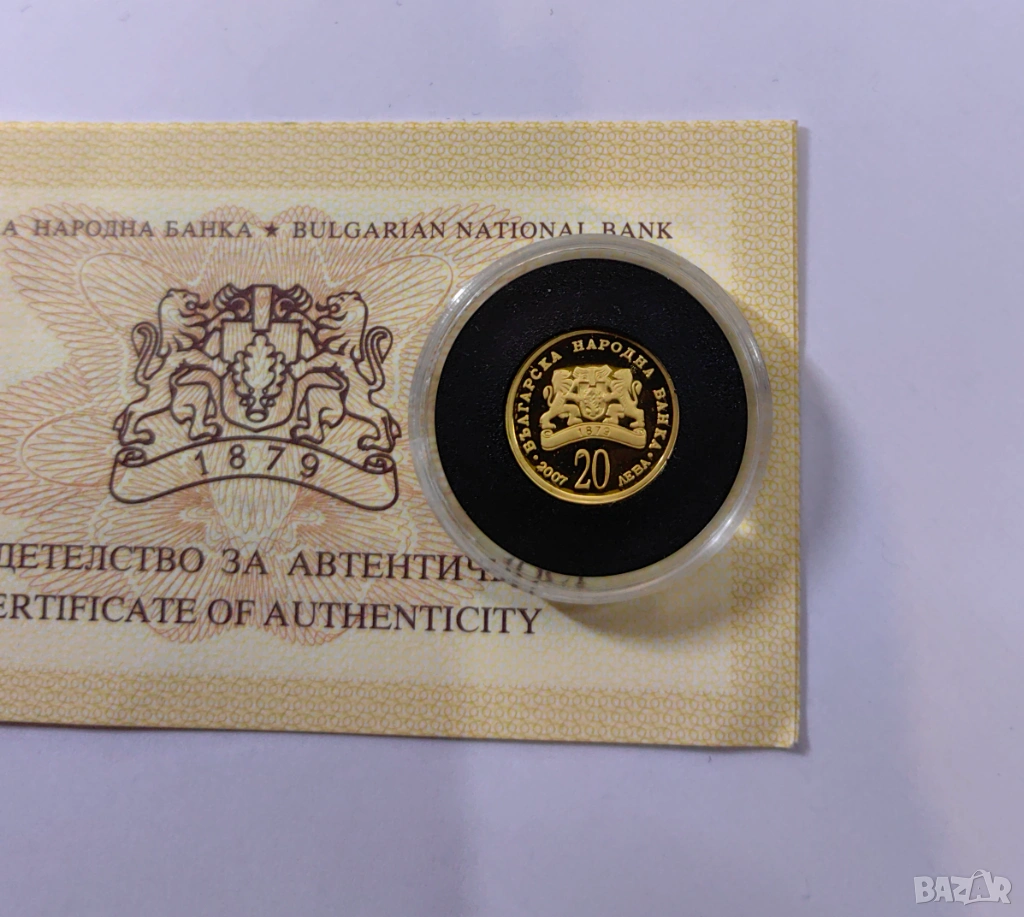 А НАРОДНА БАНКА ★ BULGARIAN NATIONAL BANK
1879
ДЕТЕЛСТВО ЗА АВТЕНТИЧ
ERTIFICATE OF AUTHENTICITY
• БЪЛГАРСКА НАРОДНА БАНКА •
1879
2007 20 ЛЕВА
BAZAR